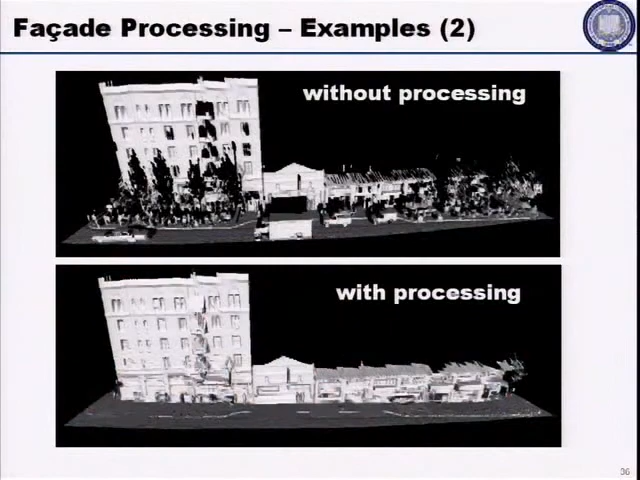 Façade Processing – Examples (2)
without processing
with processing
36